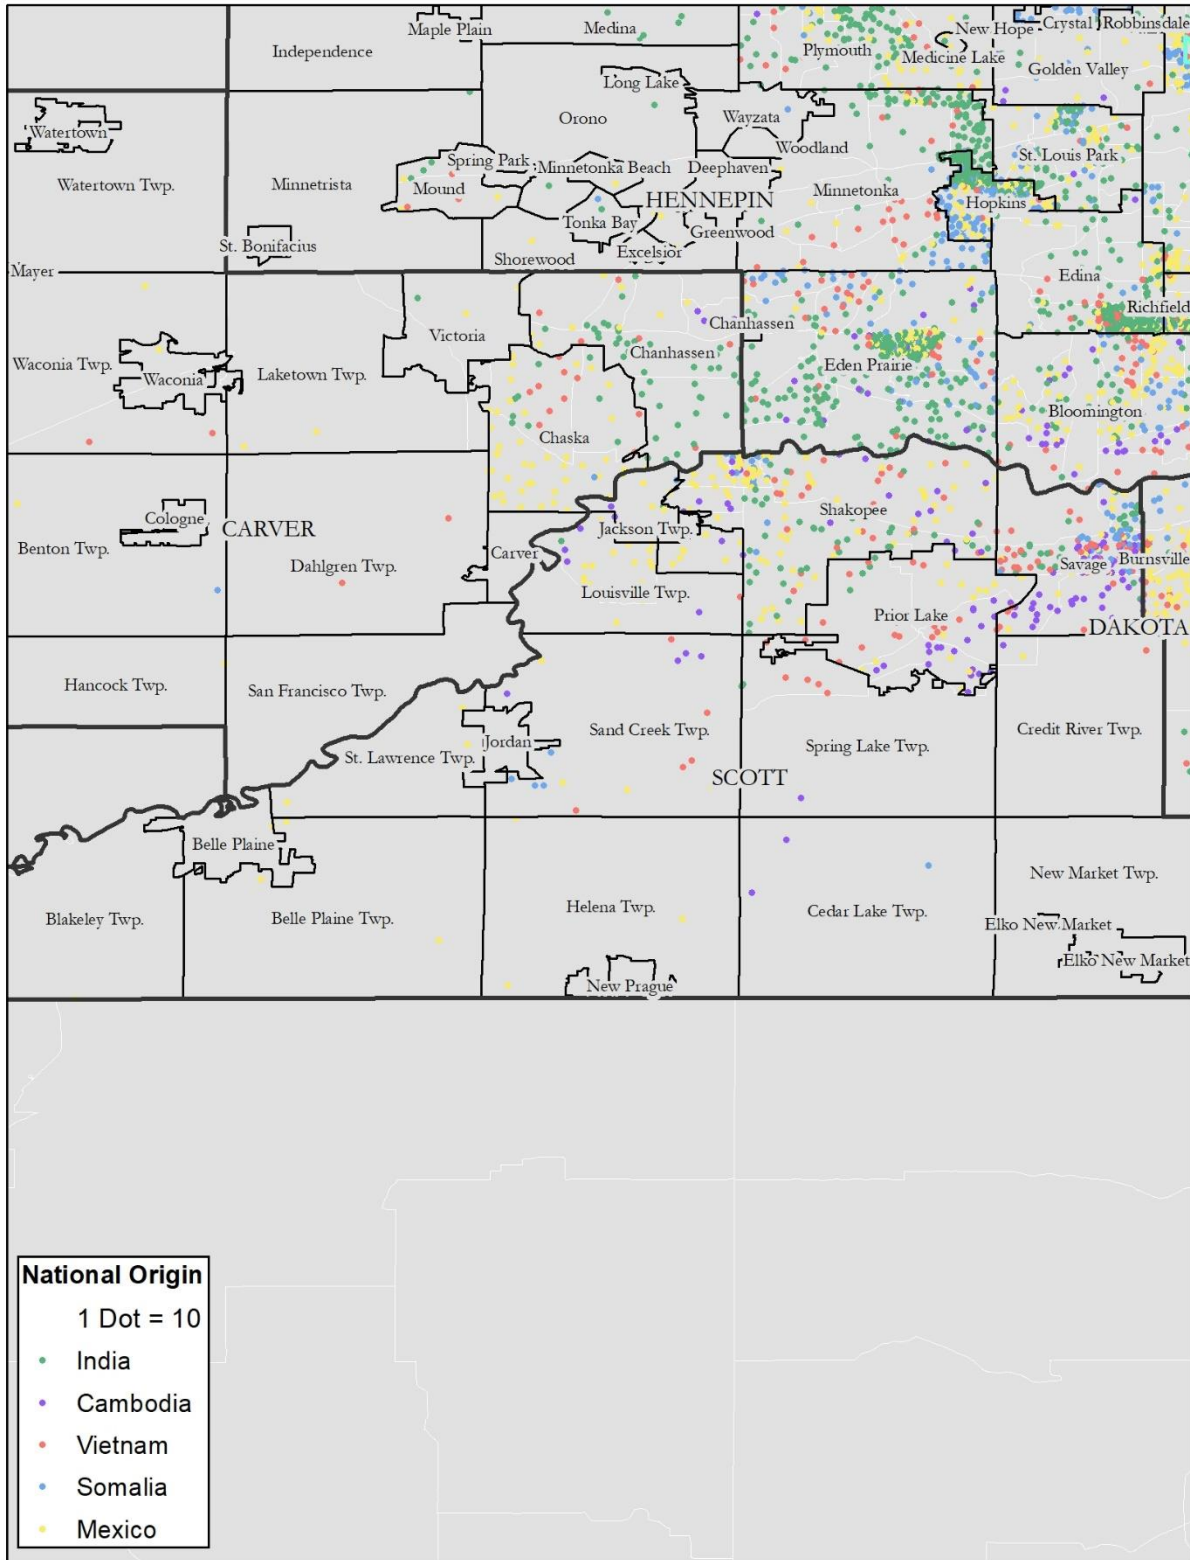 Maple Plain
Medina
Crystal
Robbinsdale
New Hope
Independence
Plymouth
Medicine Lake
Golden Valley
Long Lake
Orono
Wayzata
Watertown
Woodland
St. Louis Park
Spring Park
Minnetonka Beach
Deephaven
Watertown Twp.
Minnetrista
Mound
Minnetonka
HENNEPIN
Hopkins
Tonka Bay
Greenwood
St. Bonifacius
Excelsior
Shorewood
Mayer
Edina
Richfield
Chanhassen
Victoria
Chanhassen
Waconia Twp.
Waconia
Laketown Twp.
Eden Prairie
Bloomington
Chaska
Cologne
CARVER
Jackson Twp.
Shakopee
Benton Twp.
Dahlgren Twp.
Carver
Louisville Twp.
Savage
Burnsville
Prior Lake
DAKOTA
Hancock Twp.
San Francisco Twp.
Sand Creek Twp.
Credit River Twp.
Jordan
Spring Lake Twp.
St. Lawrence Twp.
SCOTT
Belle Plaine
New Market Twp.
Blakeley Twp.
Belle Plaine Twp.
Helena Twp.
Cedar Lake Twp.
Elko New Market
Elko New Market
New Prague
National Origin
1 Dot = 10
India
Cambodia
Vietnam
Somalia
Mexico